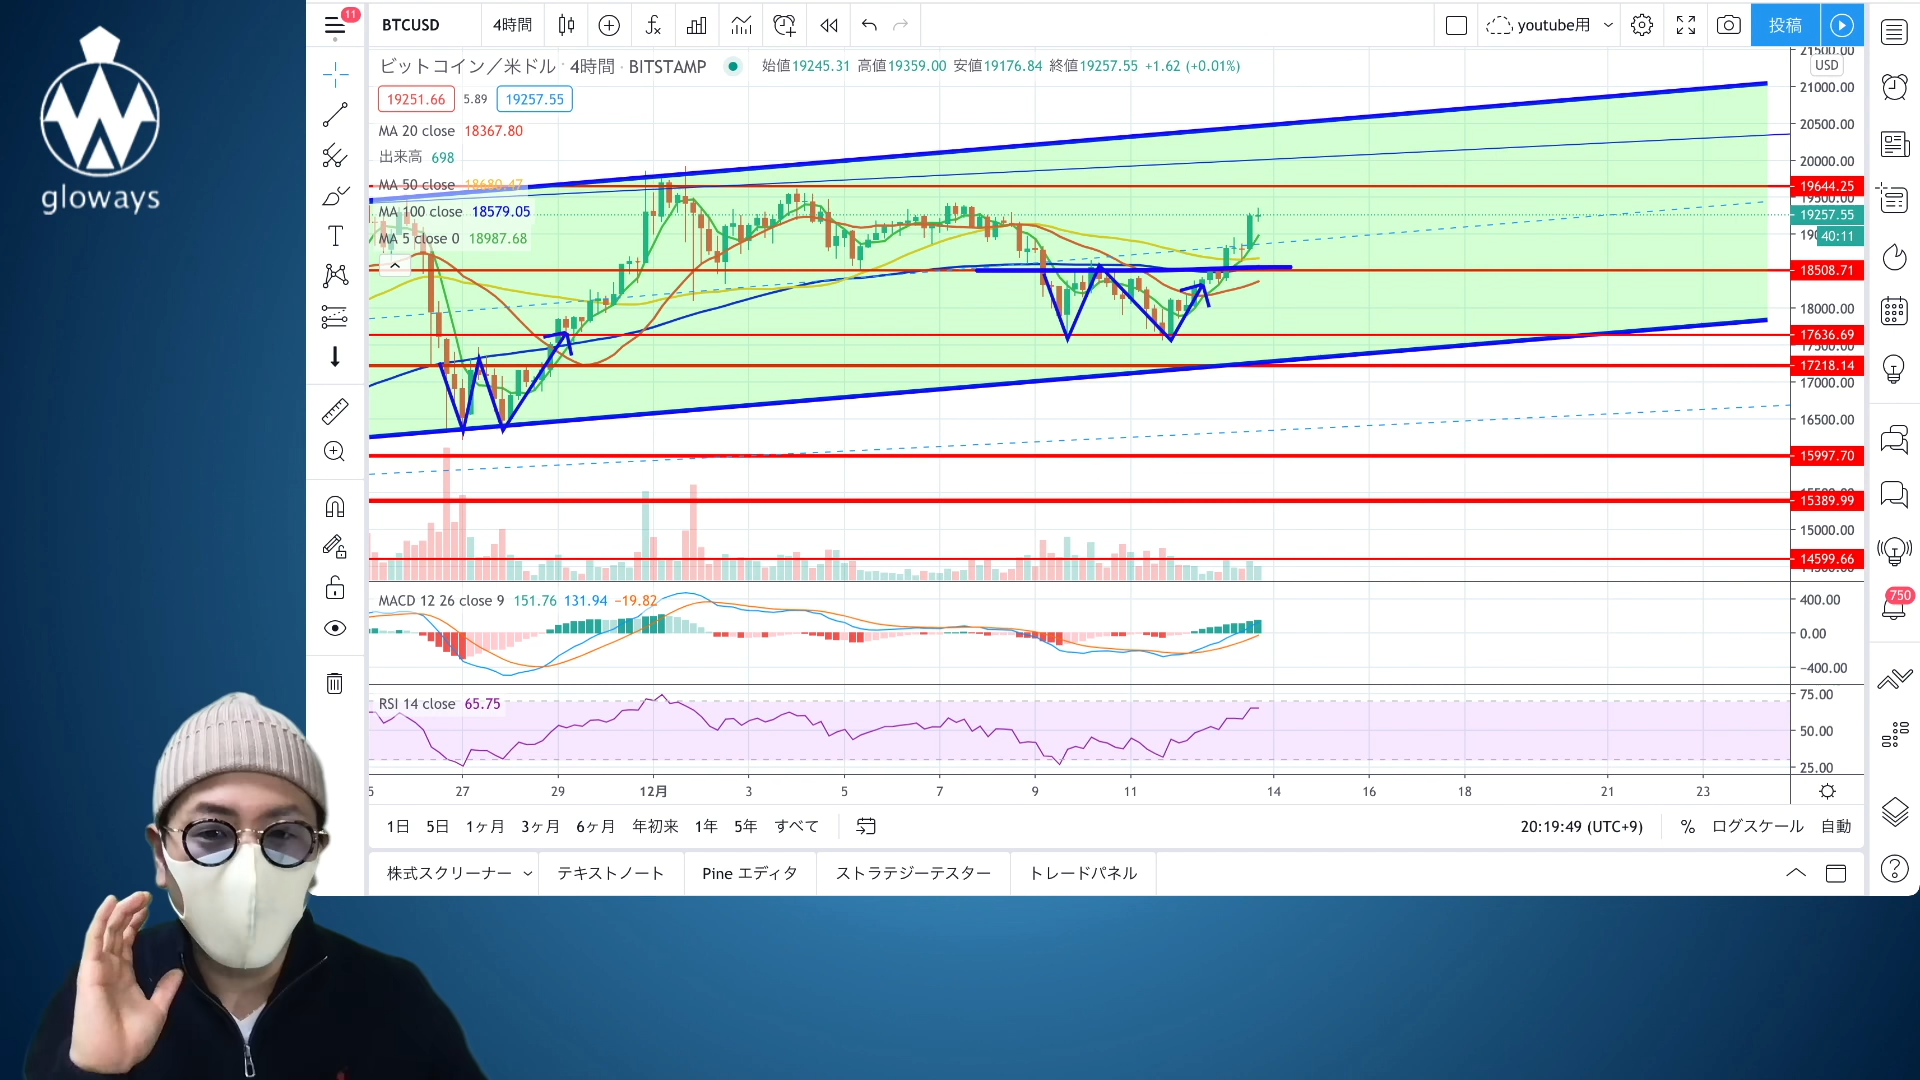 gloways
11
BTCUSD
4時間
youtube用
投稿
ビットコイン／米ドル · 4時間 · BITSTAMP
始値19245.31 高値19359.00 安値19176.84 終値19257.55 +1.62 (+0.01%)
19251.66
5.89
19257.55
MA 20 close 18367.80
出来高 698
MA 50 close 18680.47
MA 100 close 18579.05
MA 5 close 0 18987.68
21500.00
USD
21000.00
20500.00
20000.00
19644.25
19500.00
19257.55
40:11
18508.71
18000.00
17636.69
17500.00
17218.14
17000.00
16500.00
15997.70
15389.99
15000.00
14599.66
MACD 12 26 close 9 151.76 131.94 −19.82
400.00
0.00
−400.00
RSI 14 close 65.75
75.00
50.00
25.00
27
29
12月
3
5
7
9
11
14
16
18
21
23
1日
5日
1ヶ月
3ヶ月
6ヶ月
年初来
1年
5年
すべて
20:19:49 (UTC+9)
%
ログスケール
自動
株式スクリーナー
テキストノート
Pine エディタ
ストラテジーテスター
トレードパネル
750